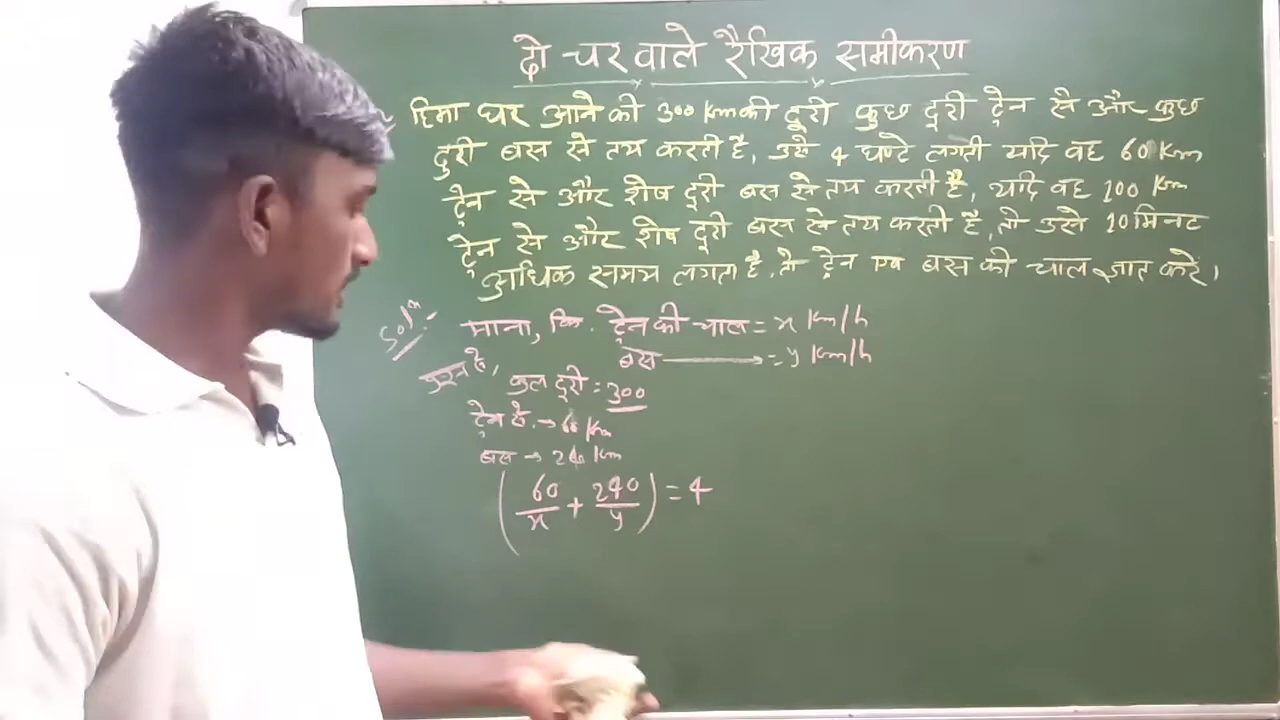 दो चर वाले रैखिक समीकरण
हिमा घर आने को 300 Km की दूरी कुछ दूरी ट्रेन से और कुछ
दुरी बस से तय करती है, उसे 4 घण्टे लगती यदि वह 60 Km
ट्रेन से और शेष दुरी बस से तय करती है, यदि वह 100 Km
ट्रेन से और शेष दुरी बस से तय करती है, तो उसे 10 मिनट
अधिक समय लगता है, तो ट्रेन एव बस की चाल ज्ञात करे।
Solⁿ:- माना, कि. ट्रेन की चाल = x Km/h
बस ⟶ = y Km/h
प्रश्न से, कुल दुरी = 300
ट्रेन से. → 60 Km
बस → 240 Km
(60/x + 240/y) = 4